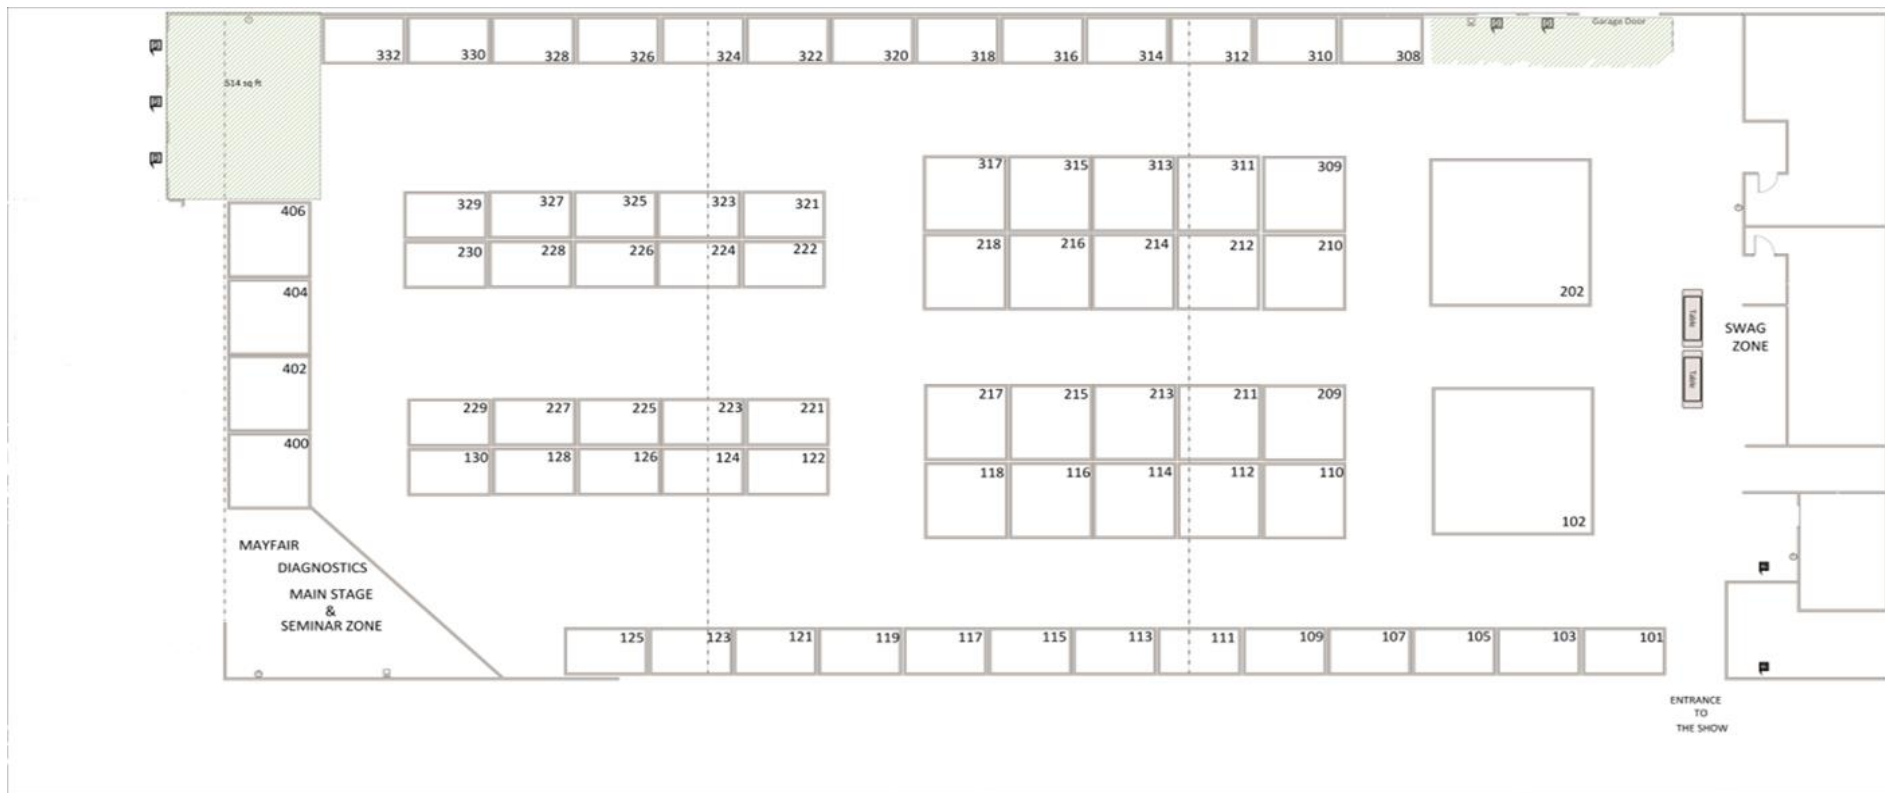 Garage Door
332 330 328 326 324 322 320 318 316 314 312 310 308
514 sq ft
317 315 313 311 309
329 327 325 323 321
406
230 228 226 224 222
218 216 214 212 210
404
202
Table
SWAG
ZONE
402
Table
217 215 213 211 209
229 227 225 223 221
400
130 128 126 124 122
118 116 114 112 110
102
MAYFAIR
DIAGNOSTICS
MAIN STAGE
&
SEMINAR ZONE
125 123 121 119 117 115 113 111 109 107 105 103 101
ENTRANCE
TO
THE SHOW